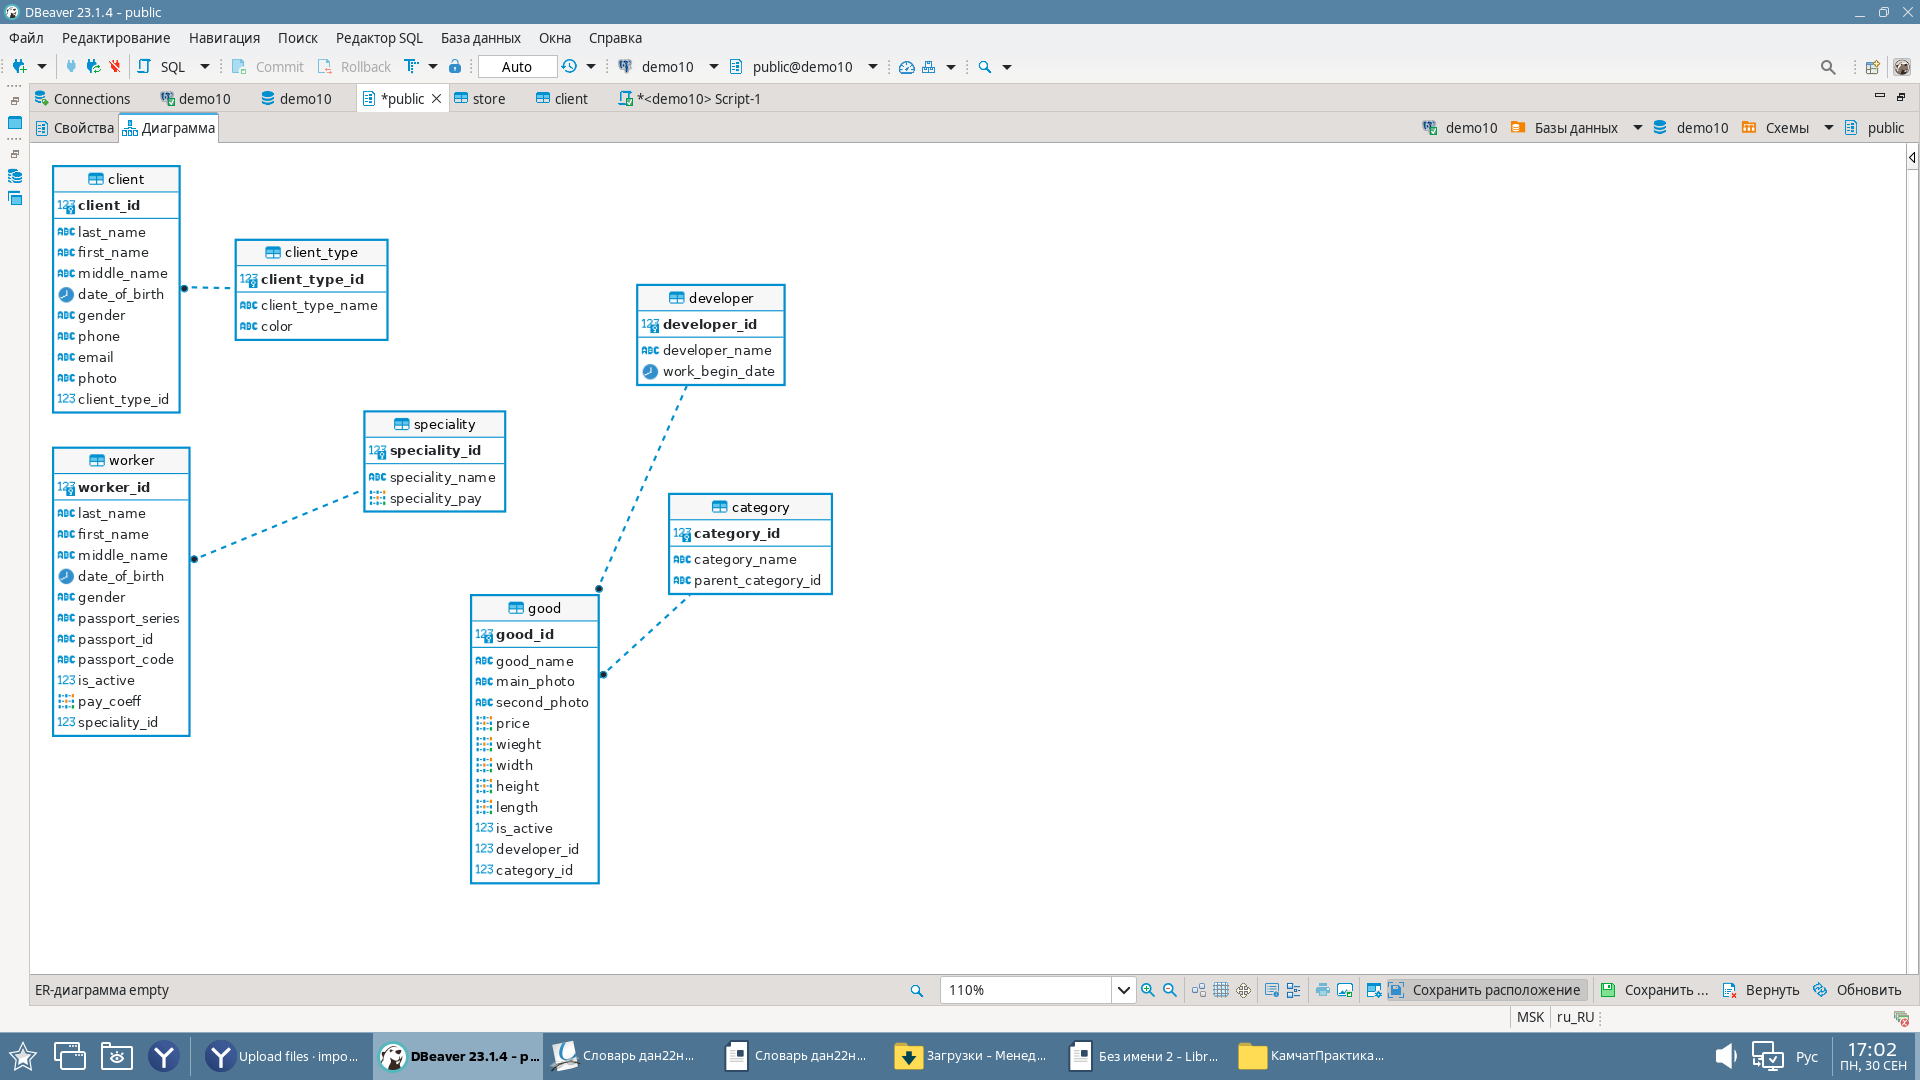 DBeaver 23.1.4 - public
Файл Редактирование Навигация Поиск Редактор SQL База данных Окна Справка
SQL Commit Rollback Auto demo10 public@demo10
Connections demo10 demo10 *public store client *<demo10> Script-1
Свойства Диаграмма demo10 Базы данных demo10 Схемы public
client
client_id
last_name
first_name
middle_name
date_of_birth
gender
phone
email
photo
client_type_id
client_type
client_type_id
client_type_name
color
developer
developer_id
developer_name
work_begin_date
speciality
speciality_id
speciality_name
speciality_pay
worker
worker_id
last_name
first_name
middle_name
date_of_birth
gender
passport_series
passport_id
passport_code
is_active
pay_coeff
speciality_id
category
category_id
category_name
parent_category_id
good
good_id
good_name
main_photo
second_photo
price
wieght
width
height
length
is_active
developer_id
category_id
ER-диаграмма empty 110% Сохранить расположение Сохранить ... Вернуть Обновить
MSK ru_RU
Upload files · impo... DBeaver 23.1.4 - p... Словарь дан22н... Словарь дан22н... Загрузки – Менед... Без имени 2 – Libr... КамчатПрактика... Рус 17:02
ПН, 30 СЕН